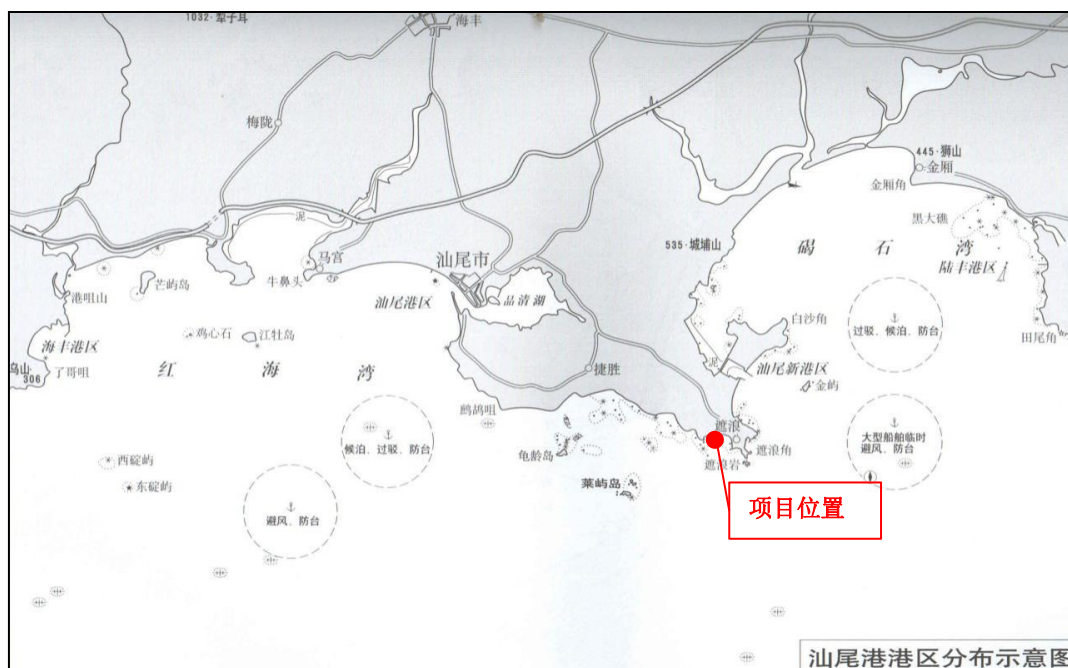 1032·犁子耳
海丰
梅陇
445·狮山
金厢
金厢角
黑大礁
泥
535·城埔山
碣石湾
马宫
汕尾市
陆丰港区
牛鼻头
品清湖
芒屿岛
汕尾港区
港咀山
白沙角
过驳、候泊、防台
鸡心石
江牡岛
田尾角
海丰港区
泥
汕尾新港区
306
了哥咀
红海湾
捷胜
金屿
鹧鸪咀
遮浪
大型船舶临时
避风、防台
候泊、过驳、防台
龟龄岛
遮浪角
西碇屿
遮浪岩
东碇屿
莱屿岛
项目位置
避风、防台
汕尾港港区分布示意图